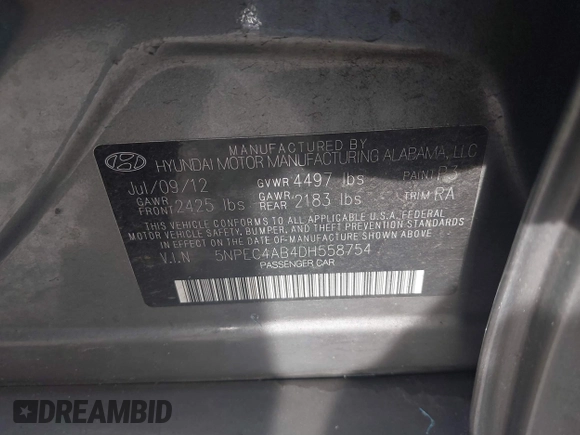 MANUFACTURED BY
HYUNDAI MOTOR MANUFACTURING ALABAMA, LLC
Jul/09/12 GVWR 4497 lbs PAINT P3
GAWR FRONT 2425 lbs GAWR REAR 2183 lbs TRIM RA
THIS VEHICLE CONFORMS TO ALL APPLICABLE U.S.A. FEDERAL
MOTOR VEHICLE SAFETY, BUMPER, AND THEFT PREVENTION STANDARDS
IN EFFECT ON THE DATE OF MANUFACTURE SHOWN ABOVE.
V.I.N 5NPEC4AB4DH558754
PASSENGER CAR
DREAMBID